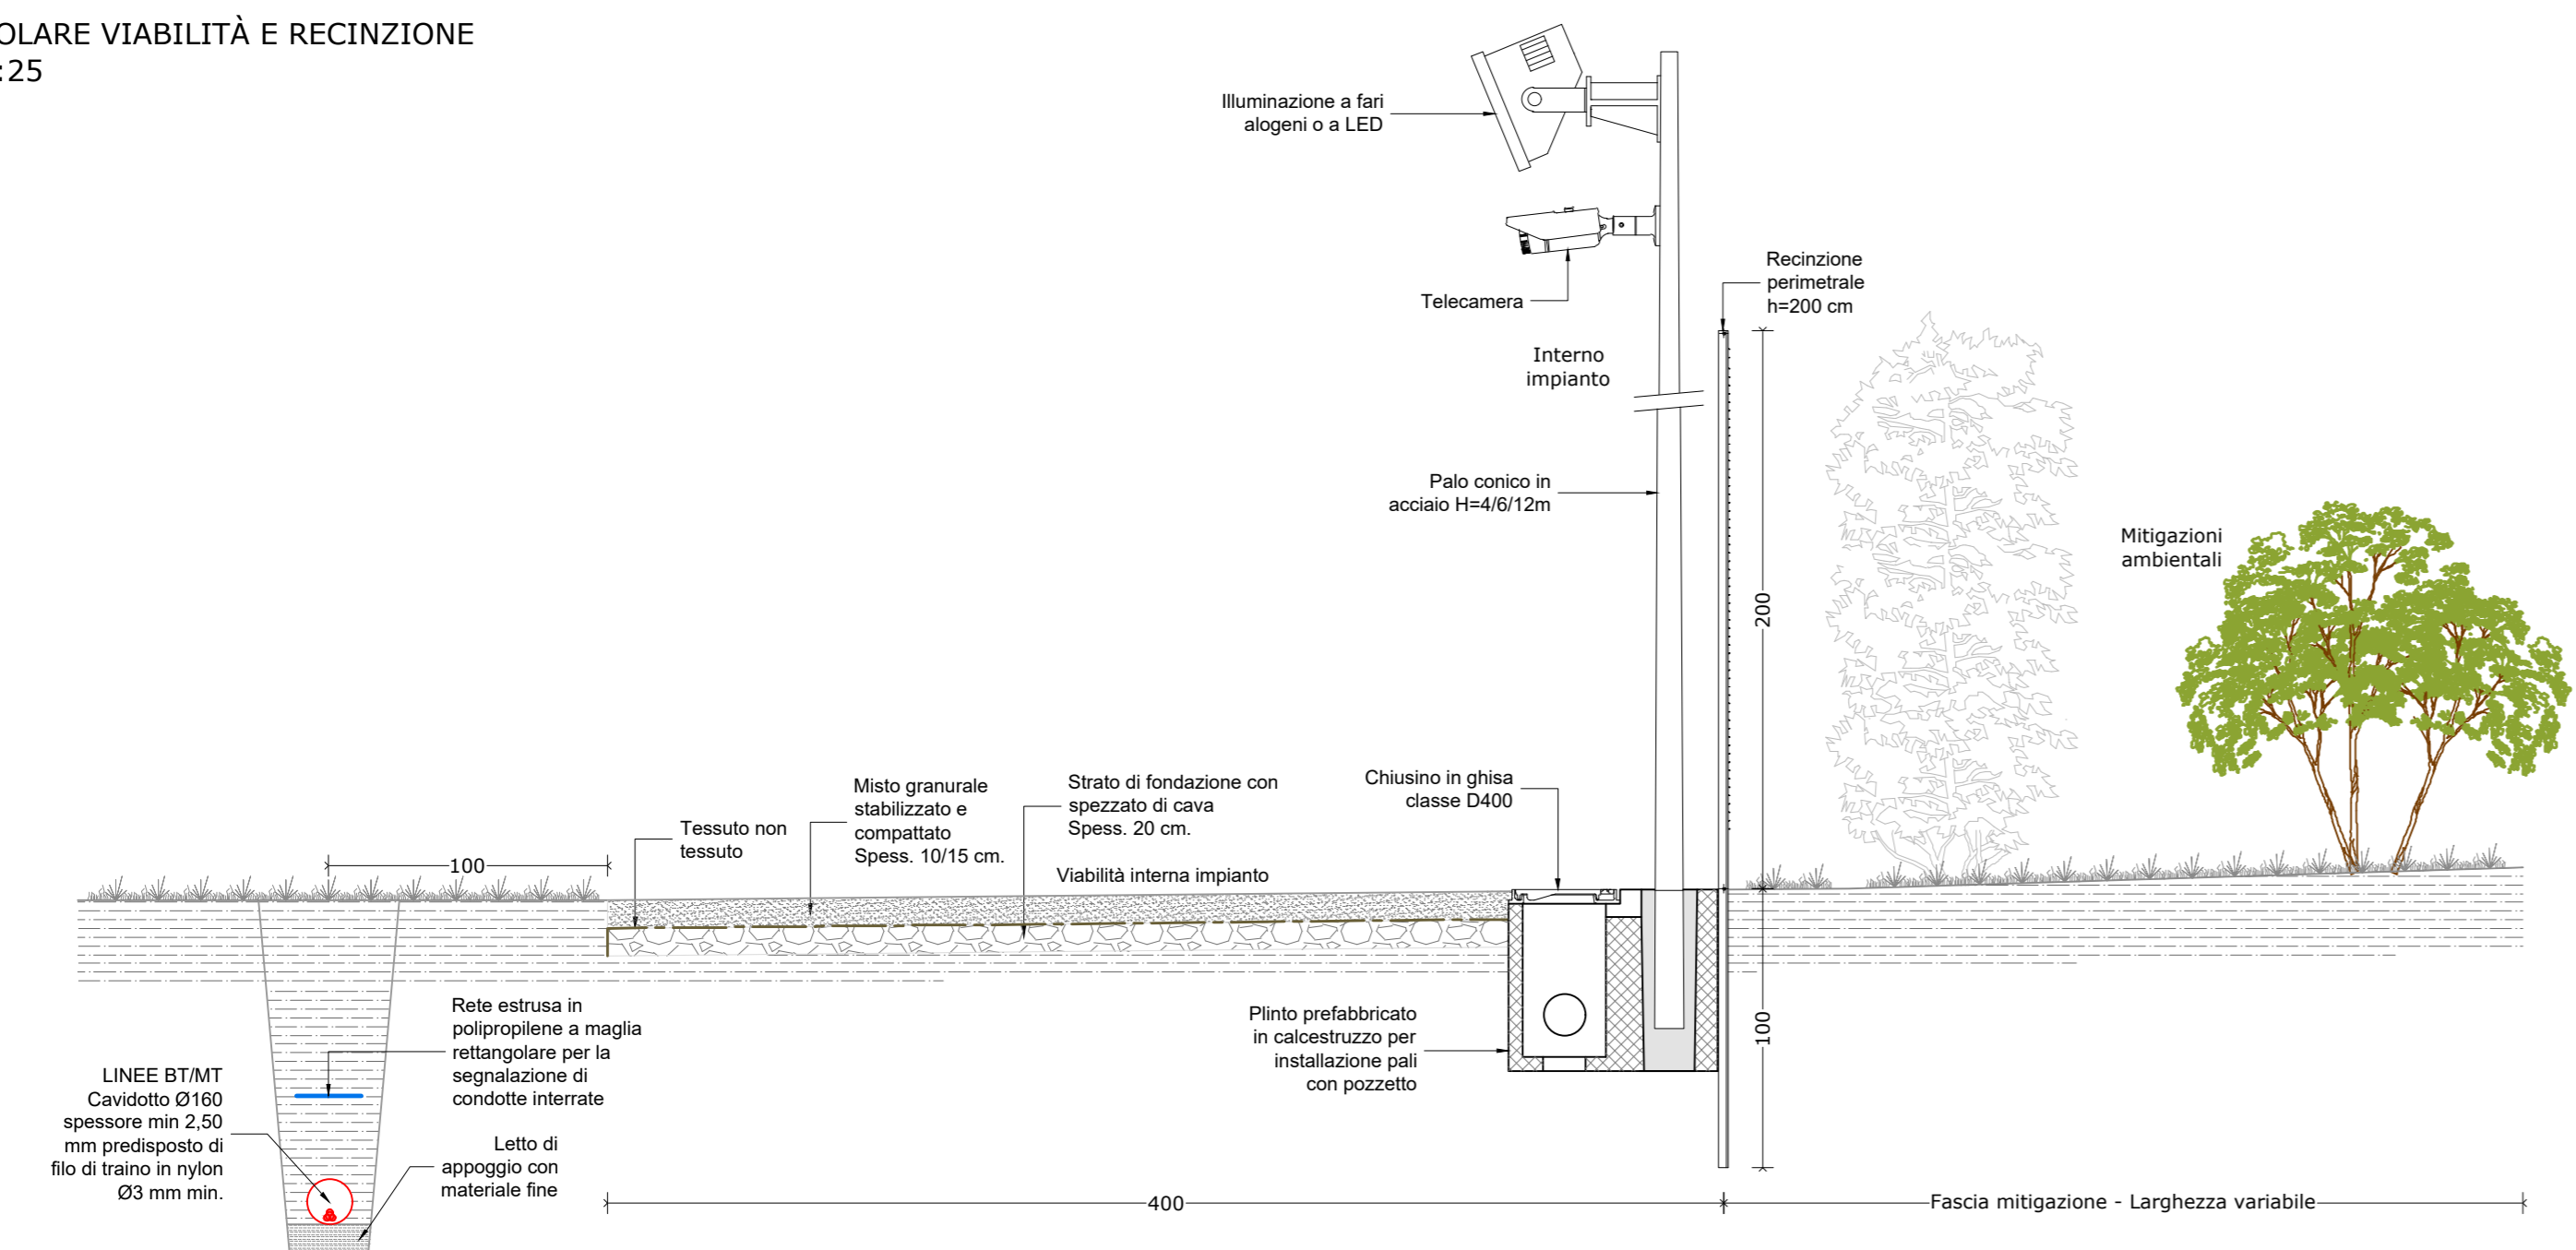 OLARE VIABILITÀ E RECINZIONE
:25
Illuminazione a fari
alogeni o a LED
Telecamera
Recinzione
perimetrale
h=200 cm
Interno
impianto
Palo conico in
acciaio H=4/6/12m
Mitigazioni
ambientali
200
Tessuto non
tessuto
Misto granurale
stabilizzato e
compattato
Spess. 10/15 cm.
Strato di fondazione con
spezzato di cava
Spess. 20 cm.
Chiusino in ghisa
classe D400
100
Viabilità interna impianto
Rete estrusa in
polipropilene a maglia
rettangolare per la
segnalazione di
condotte interrate
Plinto prefabbricato
in calcestruzzo per
installazione pali
con pozzetto
100
LINEE BT/MT
Cavidotto Ø160
spessore min 2,50
mm predisposto di
filo di traino in nylon
Ø3 mm min.
Letto di
appoggio con
materiale fine
400
Fascia mitigazione - Larghezza variabile